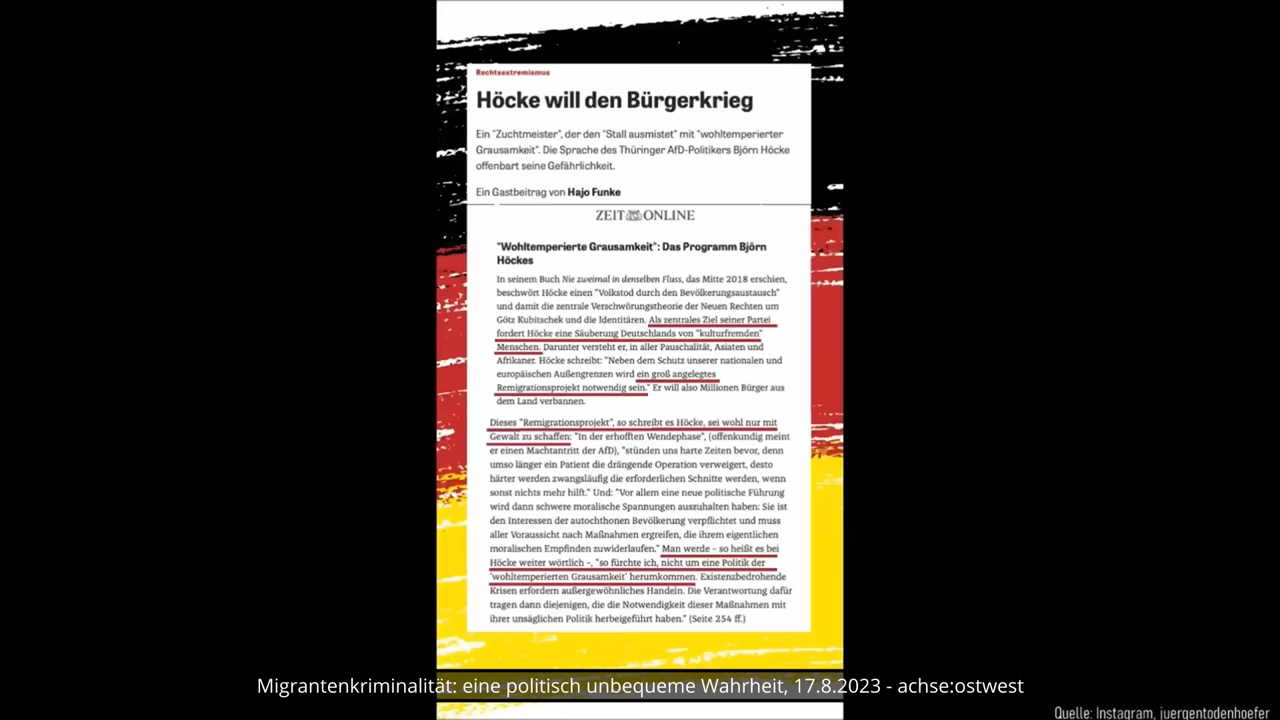 Rechtsextremismus
Höcke will den Bürgerkrieg
Ein "Zuchtmeister", der den "Stall ausmistet" mit "wohltemperierter
Grausamkeit". Die Sprache des Thüringer AfD-Politikers Björn Höcke
offenbart seine Gefährlichkeit.
Ein Gastbeitrag von Hajo Funke
ZEIT ONLINE
"Wohltemperierte Grausamkeit": Das Programm Björn
Höckes
In seinem Buch Nie zweimal in denselben Fluss, das Mitte 2018 erschien,
beschwört Höcke einen "Volkstod durch den Bevölkerungsaustausch"
und damit die zentrale Verschwörungstheorie der Neuen Rechten um
Götz Kubitschek und die Identitären. Als zentrales Ziel seiner Partei
fordert Höcke eine Säuberung Deutschlands von "kulturfremden"
Menschen. Darunter versteht er, in aller Pauschalität, Asiaten und
Afrikaner. Höcke schreibt: "Neben dem Schutz unserer nationalen und
europäischen Außengrenzen wird ein groß angelegtes
Remigrationsprojekt notwendig sein." Er will also Millionen Bürger aus
dem Land verbannen.
Dieses "Remigrationsprojekt", so schreibt es Höcke, sei wohl nur mit
Gewalt zu schaffen: "In der erhofften Wendephase", (offenkundig meint
er einen Machtantritt der AfD), "stünden uns harte Zeiten bevor, denn
umso länger ein Patient die drängende Operation verweigert, desto
härter werden zwangsläufig die erforderlichen Schnitte werden, wenn
sonst nichts mehr hilft." Und: "Vor allem eine neue politische Führung
wird dann schwere moralische Spannungen auszuhalten haben: Sie ist
den Interessen der autochthonen Bevölkerung verpflichtet und muss
aller Voraussicht nach Maßnahmen ergreifen, die ihrem eigentlichen
moralischen Empfinden zuwiderlaufen." Man werde – so heißt es bei
Höcke weiter wörtlich –, "so fürchte ich, nicht um eine Politik der
'wohltemperierten Grausamkeit' herumkommen. Existenzbedrohende
Krisen erfordern außergewöhnliches Handeln. Die Verantwortung dafür
tragen dann diejenigen, die die Notwendigkeit dieser Maßnahmen mit
ihrer unsäglichen Politik herbeigeführt haben." (Seite 254 ff.)
Migrantenkriminalität: eine politisch unbequeme Wahrheit, 17.8.2023 - achse:ostwest
Quelle: Instagram, juergentodenhoefer